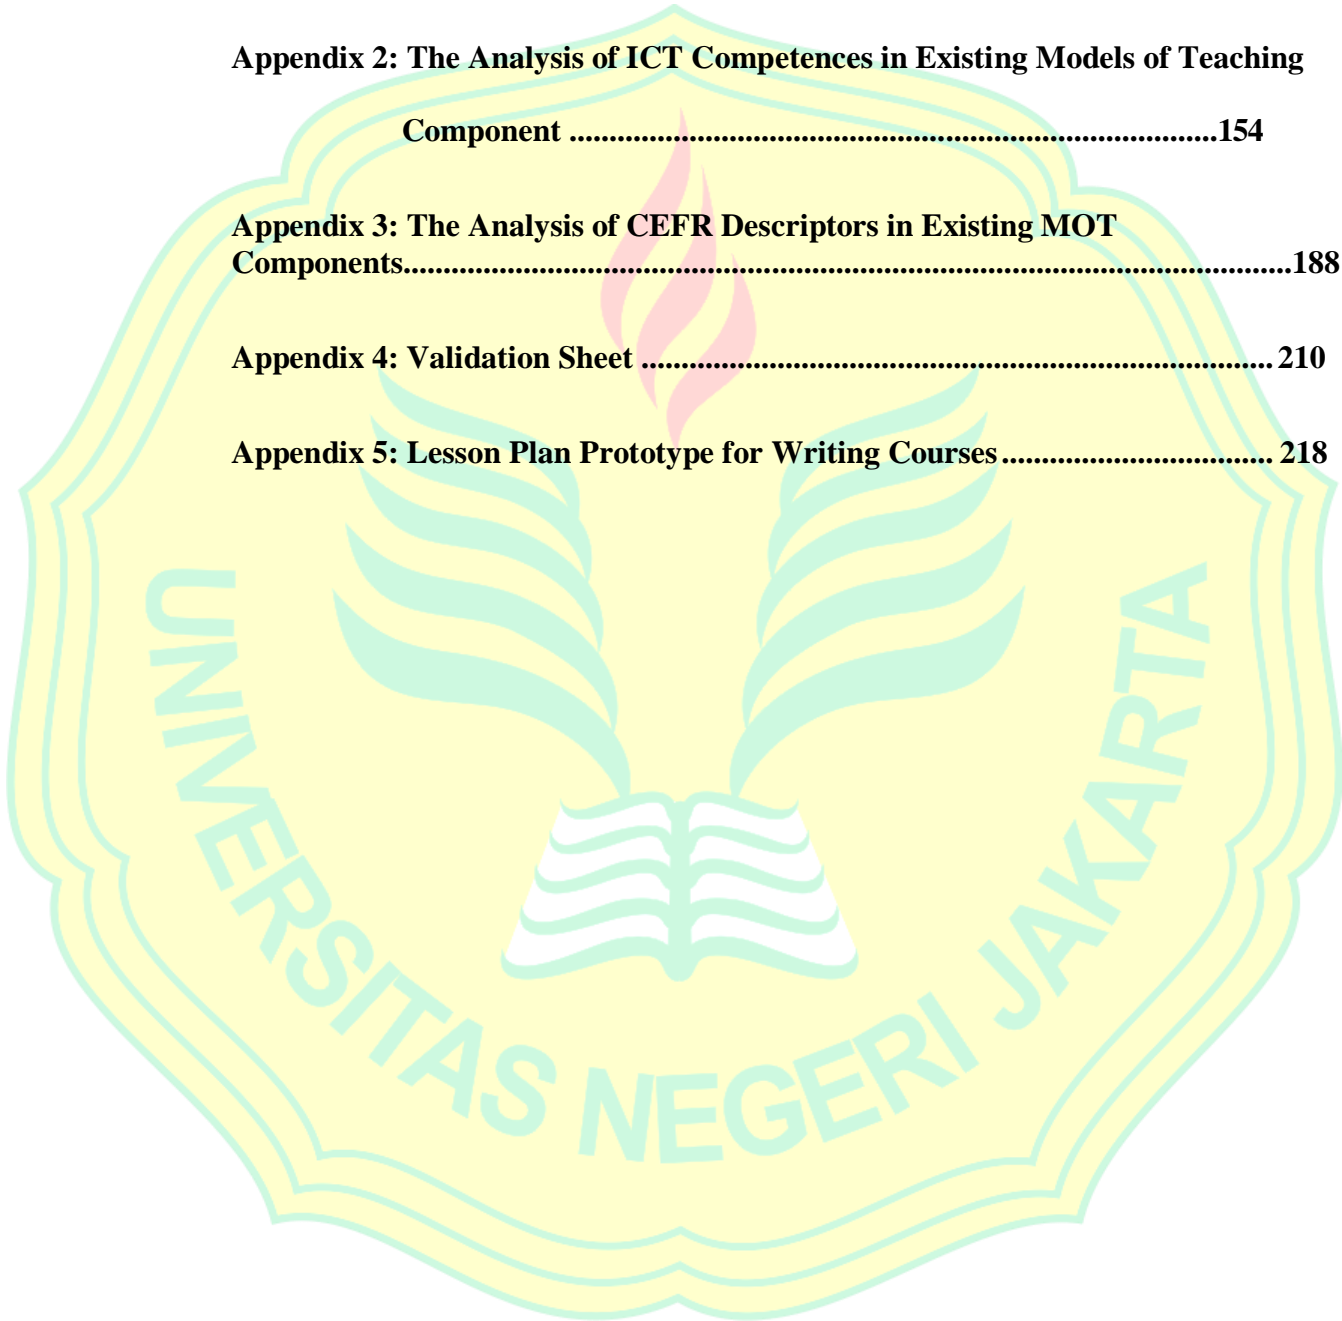 Appendix 2: The Analysis of ICT Competences in Existing Models of Teaching
Component .................................................................................154
Appendix 3: The Analysis of CEFR Descriptors in Existing MOT
Components...............................................................................................................188
Appendix 4: Validation Sheet ............................................................................... 210
Appendix 5: Lesson Plan Prototype for Writing Courses.................................. 218
UNIVERSITAS NEGERI JAKARTA